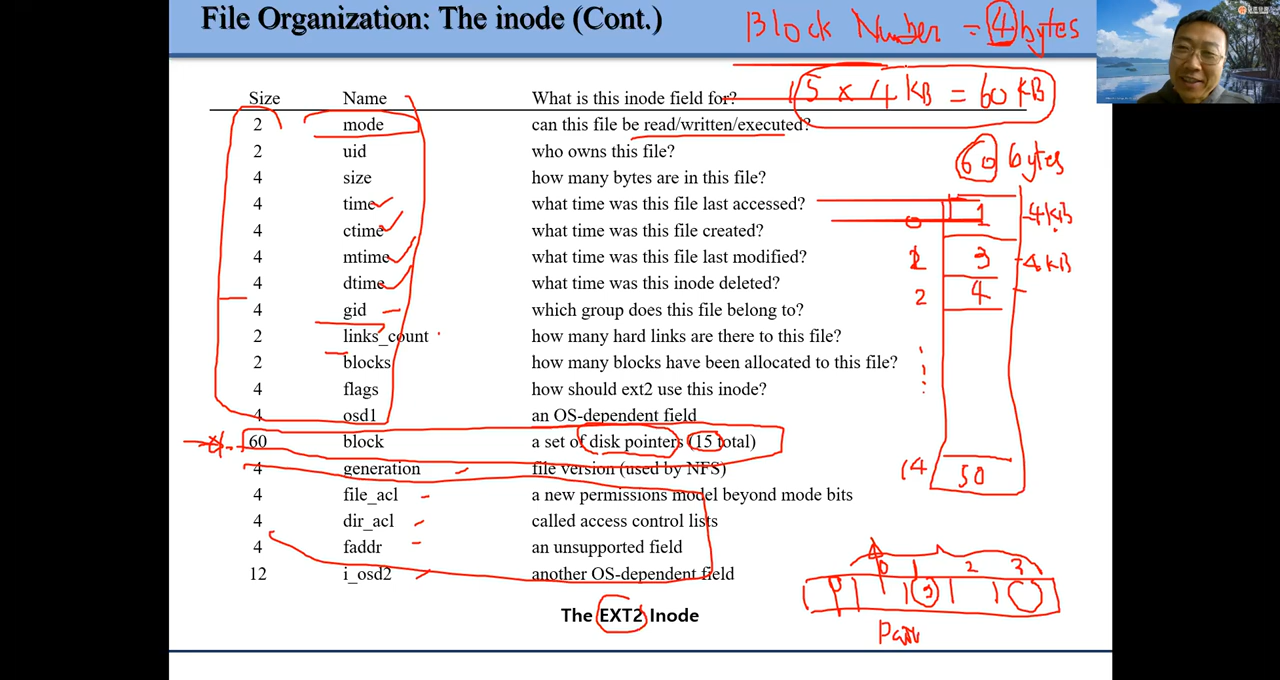 File Organization: The inode (Cont.)
Block Number = 4 bytes
15 x 4 KB = 60 KB
Size Name What is this inode field for?
2 mode can this file be read/written/executed?
2 uid who owns this file?
4 size how many bytes are in this file?
4 time what time was this file last accessed?
4 ctime what time was this file created?
4 mtime what time was this file last modified?
4 dtime what time was this inode deleted?
4 gid which group does this file belong to?
2 links_count how many hard links are there to this file?
2 blocks how many blocks have been allocated to this file?
4 flags how should ext2 use this inode?
4 osd1 an OS-dependent field
60 block a set of disk pointers (15 total)
4 generation file version (used by NFS)
4 file_acl a new permissions model beyond mode bits
4 dir_acl called access control lists
4 faddr an unsupported field
12 i_osd2 another OS-dependent field
The EXT2 Inode
60 bytes
0 1 4KB
1 3 4KB
2 4
14 50
0 1 2 3
3